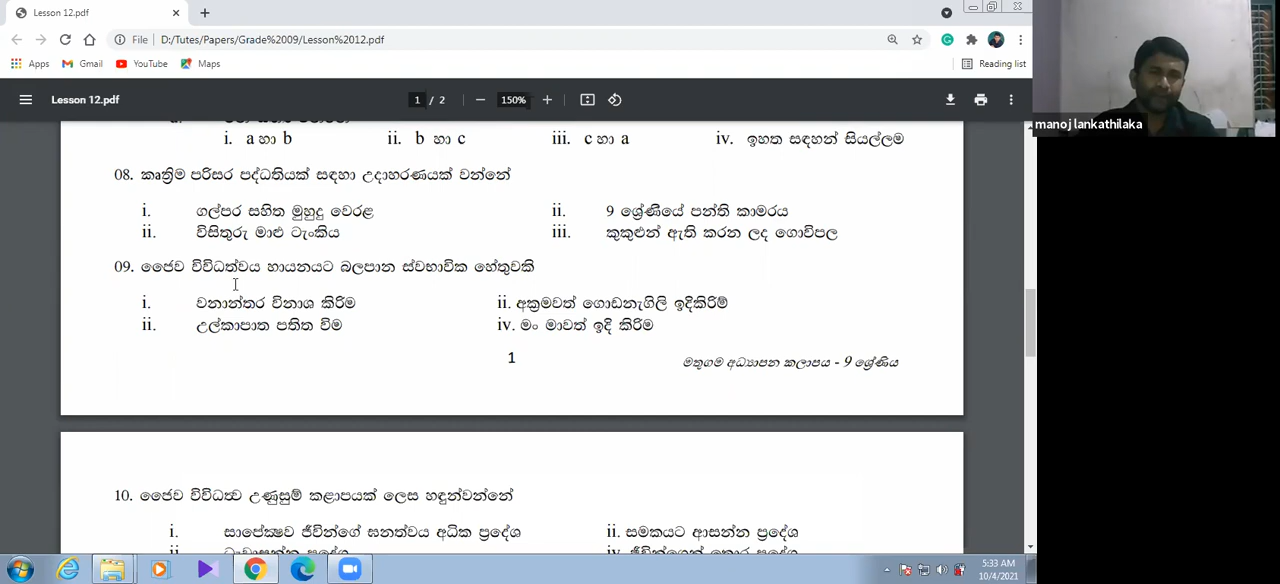 Lesson 12.pdf
File D:/Tutes/Papers/Grade%2009/Lesson%2012.pdf
Apps Gmail YouTube Maps Reading list
Lesson 12.pdf 1 / 2 150%
manoj lankathilaka
i. a හා b ii. b හා c iii. c හා a iv. ඉහත සඳහන් සියල්ලම
08. කෘත්‍රිම පරිසර පද්ධතියක් සඳහා උදාහරණයක් වන්නේ
i. ගල්පර සහිත මුහුදු වෙරළ ii. 9 ශ්‍රේණියේ පන්ති කාමරය
ii. විසිතුරු මාළු ටැංකිය iii. කුකුළුන් ඇති කරන ලද ගොවිපල
09. ජෛව විවිධත්වය හායනයට බලපාන ස්වභාවික හේතුවකි
i. වනාන්තර විනාශ කිරීම ii. අක්‍රමවත් ගොඩනැගිලි ඉදිකිරීම්
ii. උල්කාපාත පතිත වීම iv. මං මාවත් ඉදි කිරීම
1
මතුගම අධ්‍යාපන කලාපය - 9 ශ්‍රේණිය
10. ජෛව විවිධත්ව උණුසුම් කළාපයක් ලෙස හඳුන්වන්නේ
i. සාපේක්‍ෂව ජීවීන්ගේ ඝනත්වය අධික ප්‍රදේශ ii. සමකයට ආසන්න ප්‍රදේශ
5:33 AM
10/4/2021